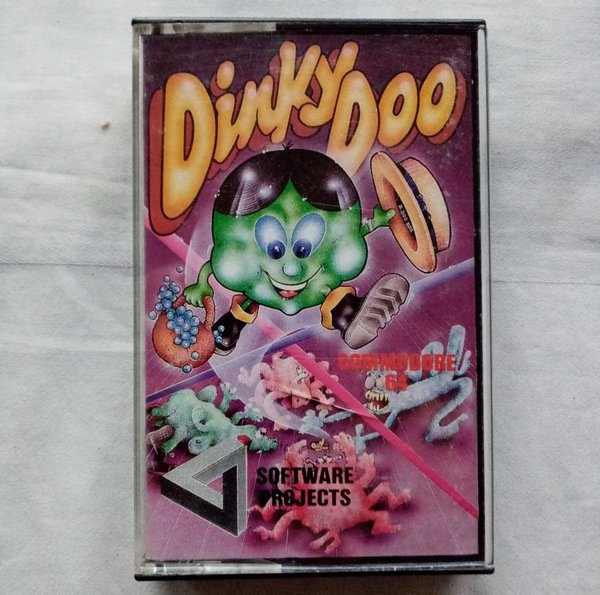 Dinky Doo
COMMODORE
64
SOFTWARE
PROJECTS